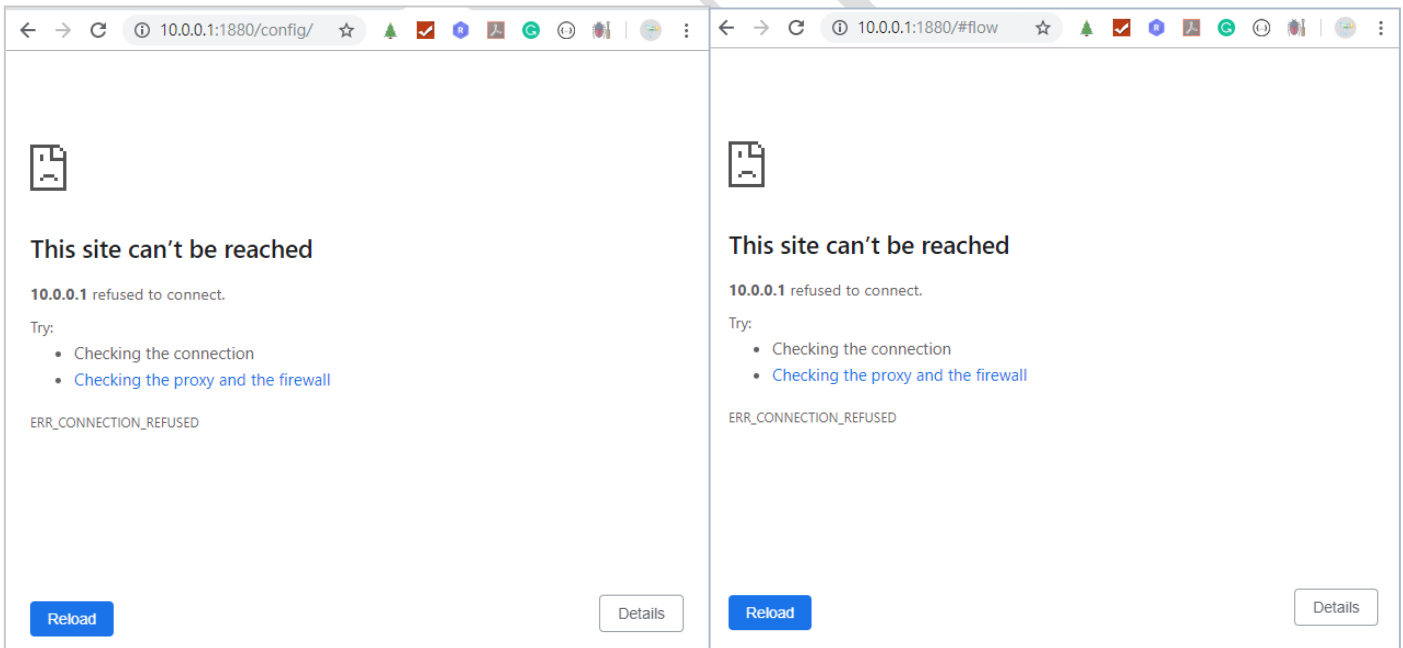 10.0.0.1:1880/config/
This site can’t be reached
10.0.0.1 refused to connect.
Try:
Checking the connection
Checking the proxy and the firewall
ERR_CONNECTION_REFUSED
Reload
Details
10.0.0.1:1880/#flow
This site can’t be reached
10.0.0.1 refused to connect.
Try:
Checking the connection
Checking the proxy and the firewall
ERR_CONNECTION_REFUSED
Reload
Details